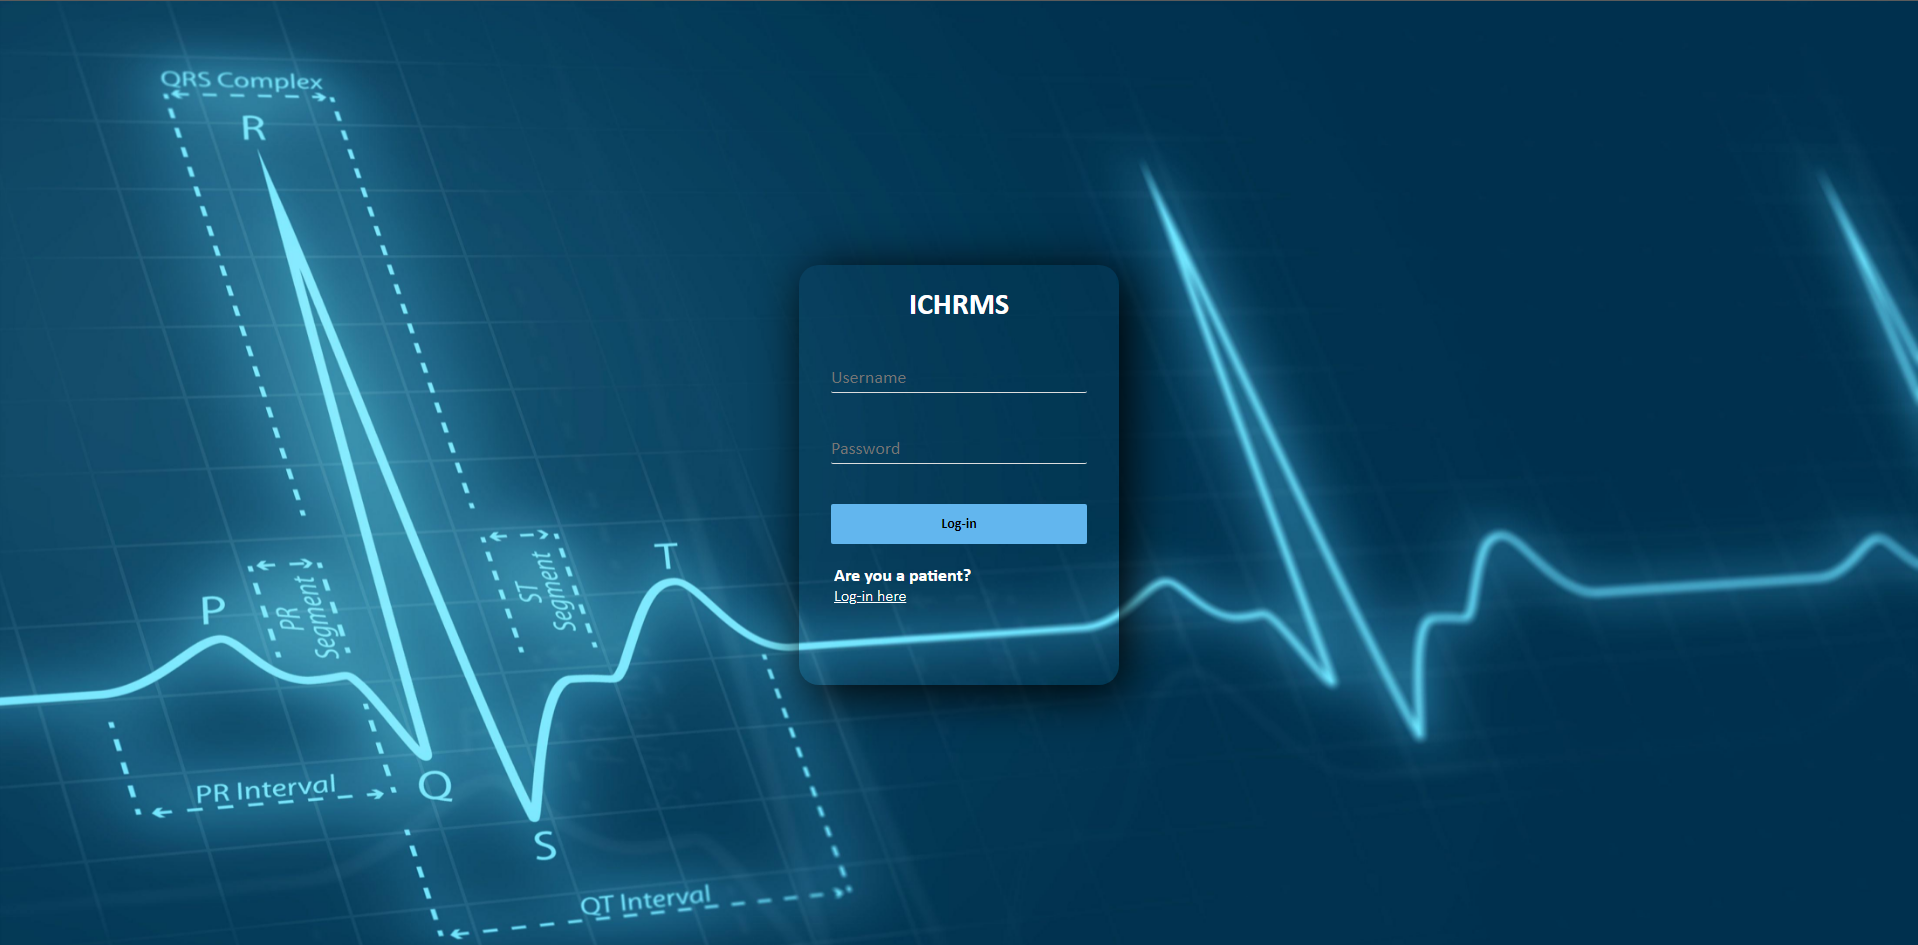 QRS Complex
R
ICHRMS
Username
Password
Log-in
Are you a patient?
Log-in here
P
PR
Segment
ST
Segment
T
PR Interval
Q
S
QT Interval